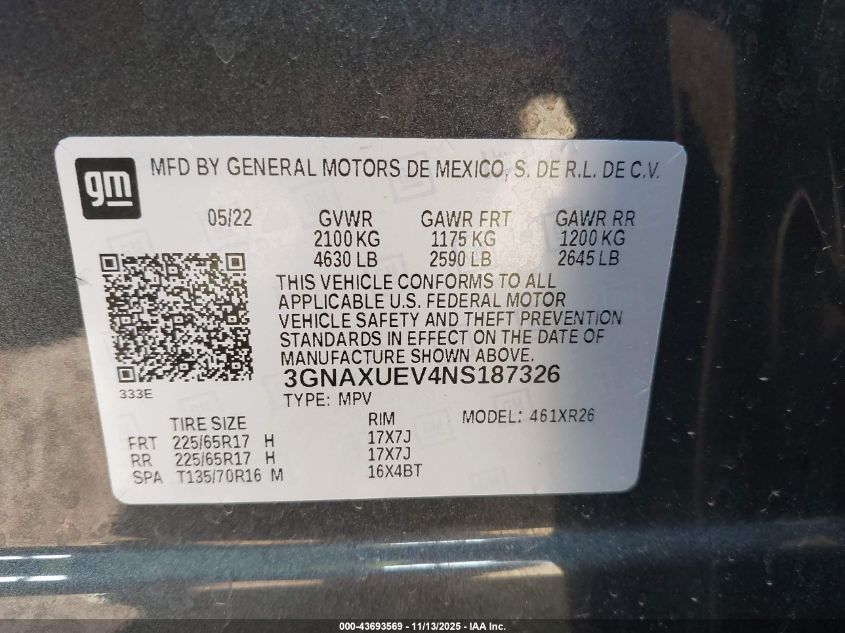 gm
MFD BY GENERAL MOTORS DE MEXICO, S. DE R.L. DE C.V.
05/22 GVWR GAWR FRT GAWR RR
2100 KG 1175 KG 1200 KG
4630 LB 2590 LB 2645 LB
THIS VEHICLE CONFORMS TO ALL
APPLICABLE U.S. FEDERAL MOTOR
VEHICLE SAFETY AND THEFT PREVENTION
STANDARDS IN EFFECT ON THE DATE OF
MANUFACTURE SHOWN ABOVE.
3GNAXUEV4NS187326
333E TYPE: MPV
TIRE SIZE RIM MODEL: 461XR26
FRT 225/65R17 H 17X7J
RR 225/65R17 H 17X7J
SPA T135/70R16 M 16X4BT
000-43693569 - 11/13/2025 - IAA Inc.